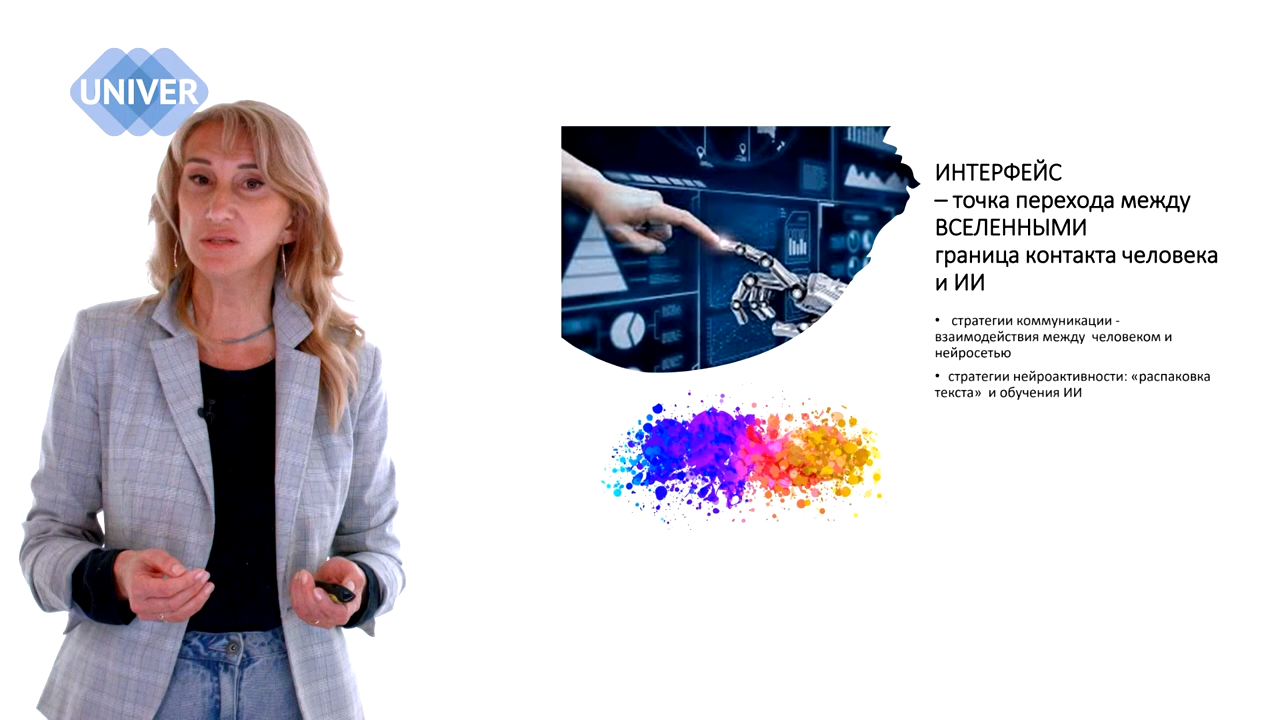 UNIVER
ИНТЕРФЕЙС
– точка перехода между
ВСЕЛЕННЫМИ
граница контакта человека
и ИИ
• стратегии коммуникации -
взаимодействия между человеком и
нейросетью
• стратегии нейроактивности: «распаковка
текста» и обучения ИИ